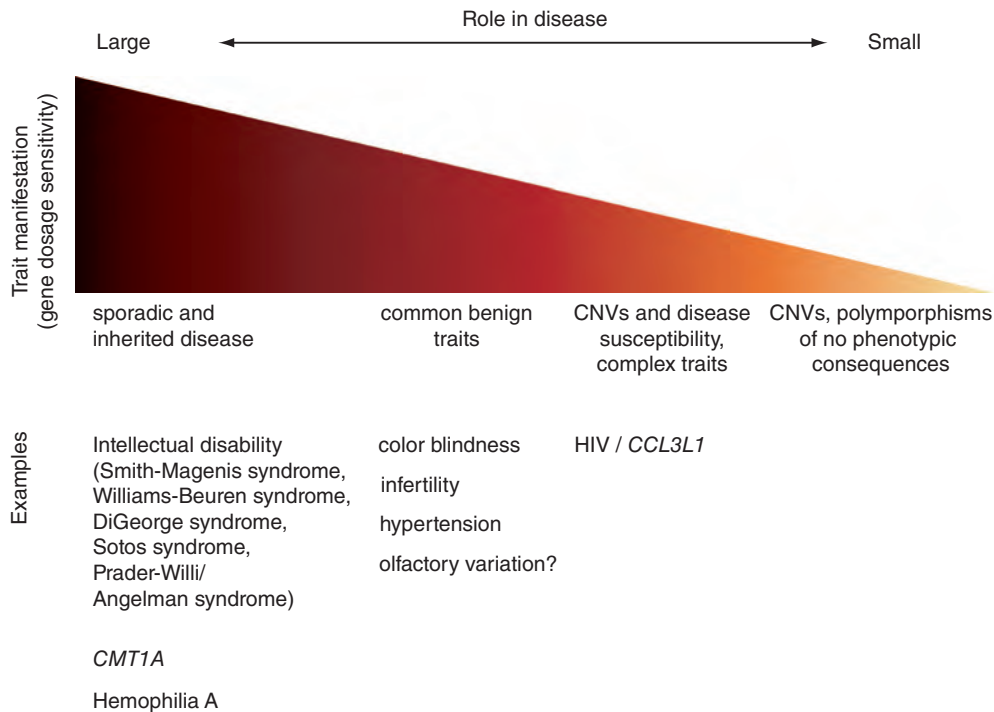 Role in disease
Large
Small
Trait manifestation
(gene dosage sensitivity)
sporadic and
inherited disease
common benign
traits
CNVs and disease
susceptibility,
complex traits
CNVs, polymporphisms
of no phenotypic
consequences
Examples
Intellectual disability
(Smith-Magenis syndrome,
Williams-Beuren syndrome,
DiGeorge syndrome,
Sotos syndrome,
Prader-Willi/
Angelman syndrome)
CMT1A
Hemophilia A
color blindness
infertility
hypertension
olfactory variation?
HIV / CCL3L1